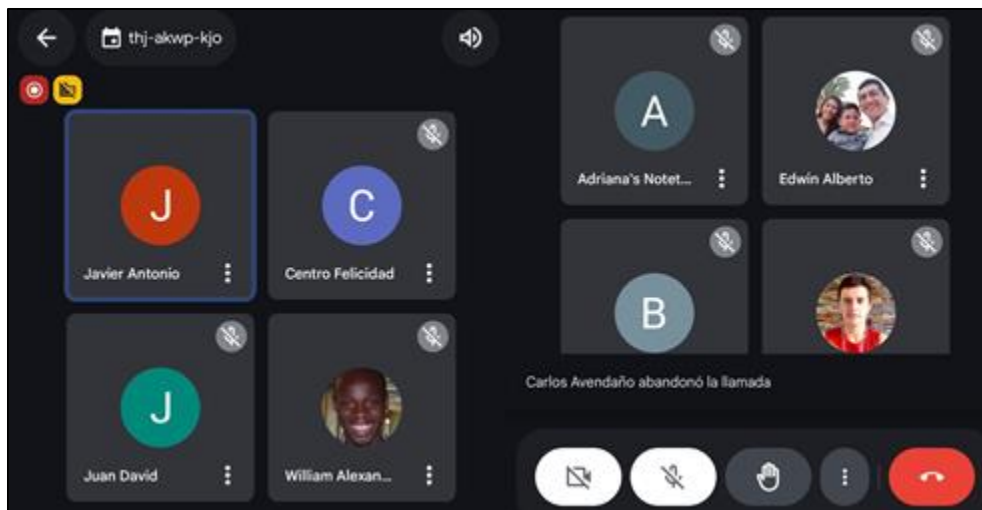 thj-akwp-kjo
J
Javier Antonio
C
Centro Felicidad
J
Juan David
William Alexan...
A
Adriana's Notet...
Edwin Alberto
B
Carlos Avendaño abandonó la llamada